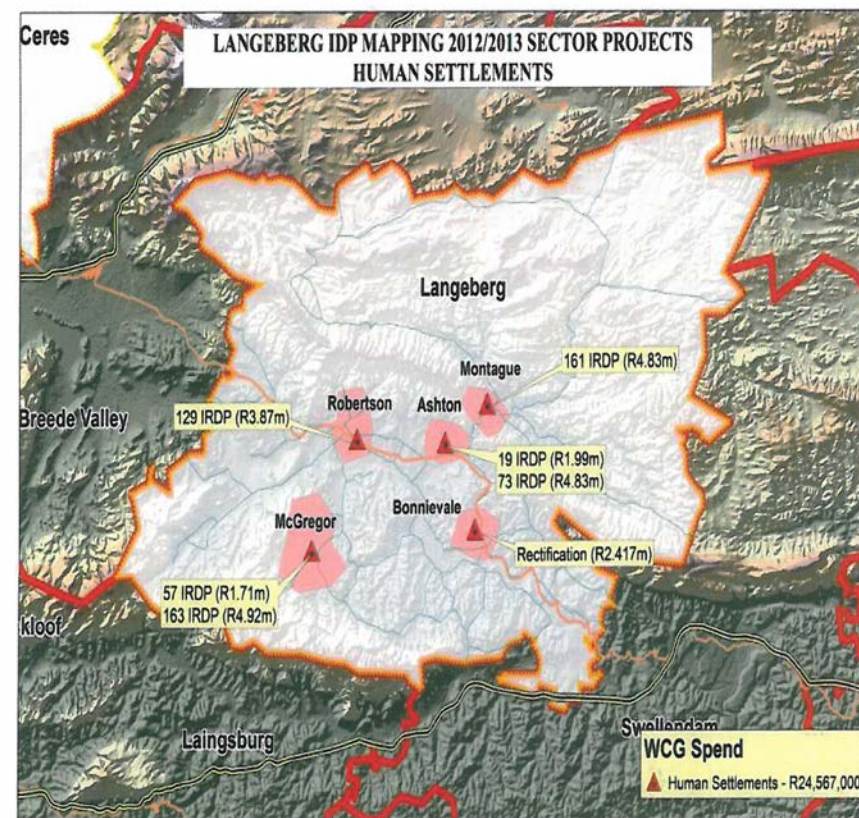 Ceres
LANGEBERG IDP MAPPING 2012/2013 SECTOR PROJECTS
HUMAN SETTLEMENTS
Langeberg
Montague
161 IRDP (R4.83m)
Robertson
Ashton
129 IRDP (R3.87m)
Breede Valley
19 IRDP (R1.99m)
73 IRDP (R4.83m)
McGregor
Bonnievale
Rectification (R2.417m)
57 IRDP (R1.71m)
163 IRDP (R4.92m)
kloof
Laingsburg
Swellendam
WCG Spend
Human Settlements - R24,567,000